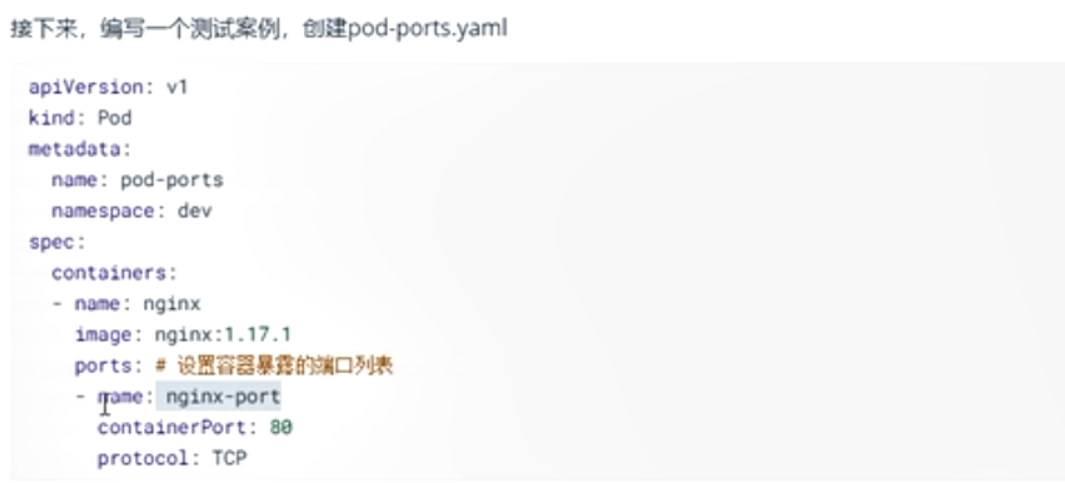 接下来，编写一个测试案例，创建pod-ports.yaml
apiVersion: v1
kind: Pod
metadata:
  name: pod-ports
  namespace: dev
spec:
  containers:
  - name: nginx
    image: nginx:1.17.1
    ports: # 设置容器暴露的端口列表
    - name: nginx-port
      containerPort: 80
      protocol: TCP